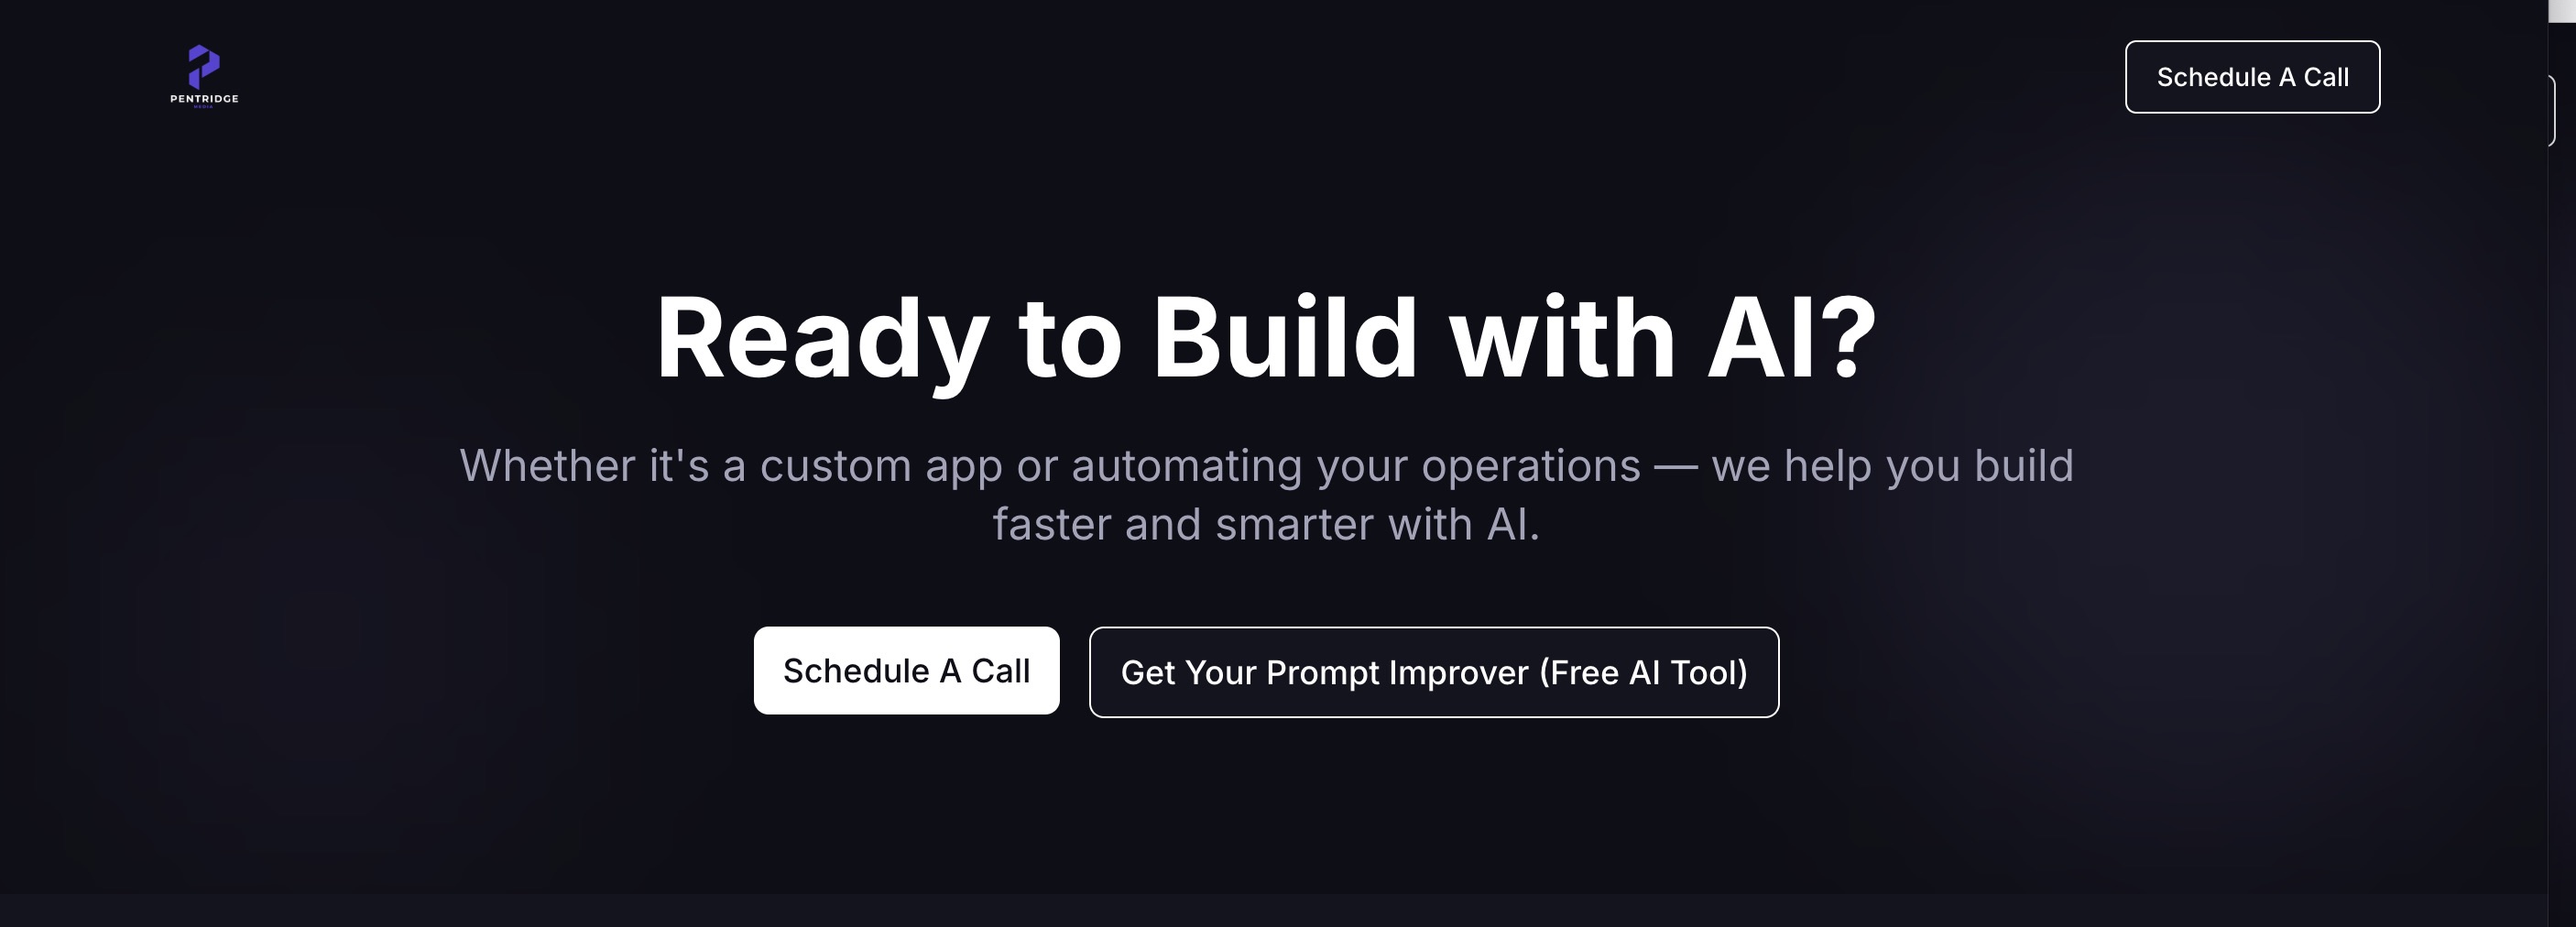 PENTRIDGE
MEDIA
Schedule A Call
Ready to Build with AI?
Whether it's a custom app or automating your operations — we help you build
faster and smarter with AI.
Schedule A Call
Get Your Prompt Improver (Free AI Tool)